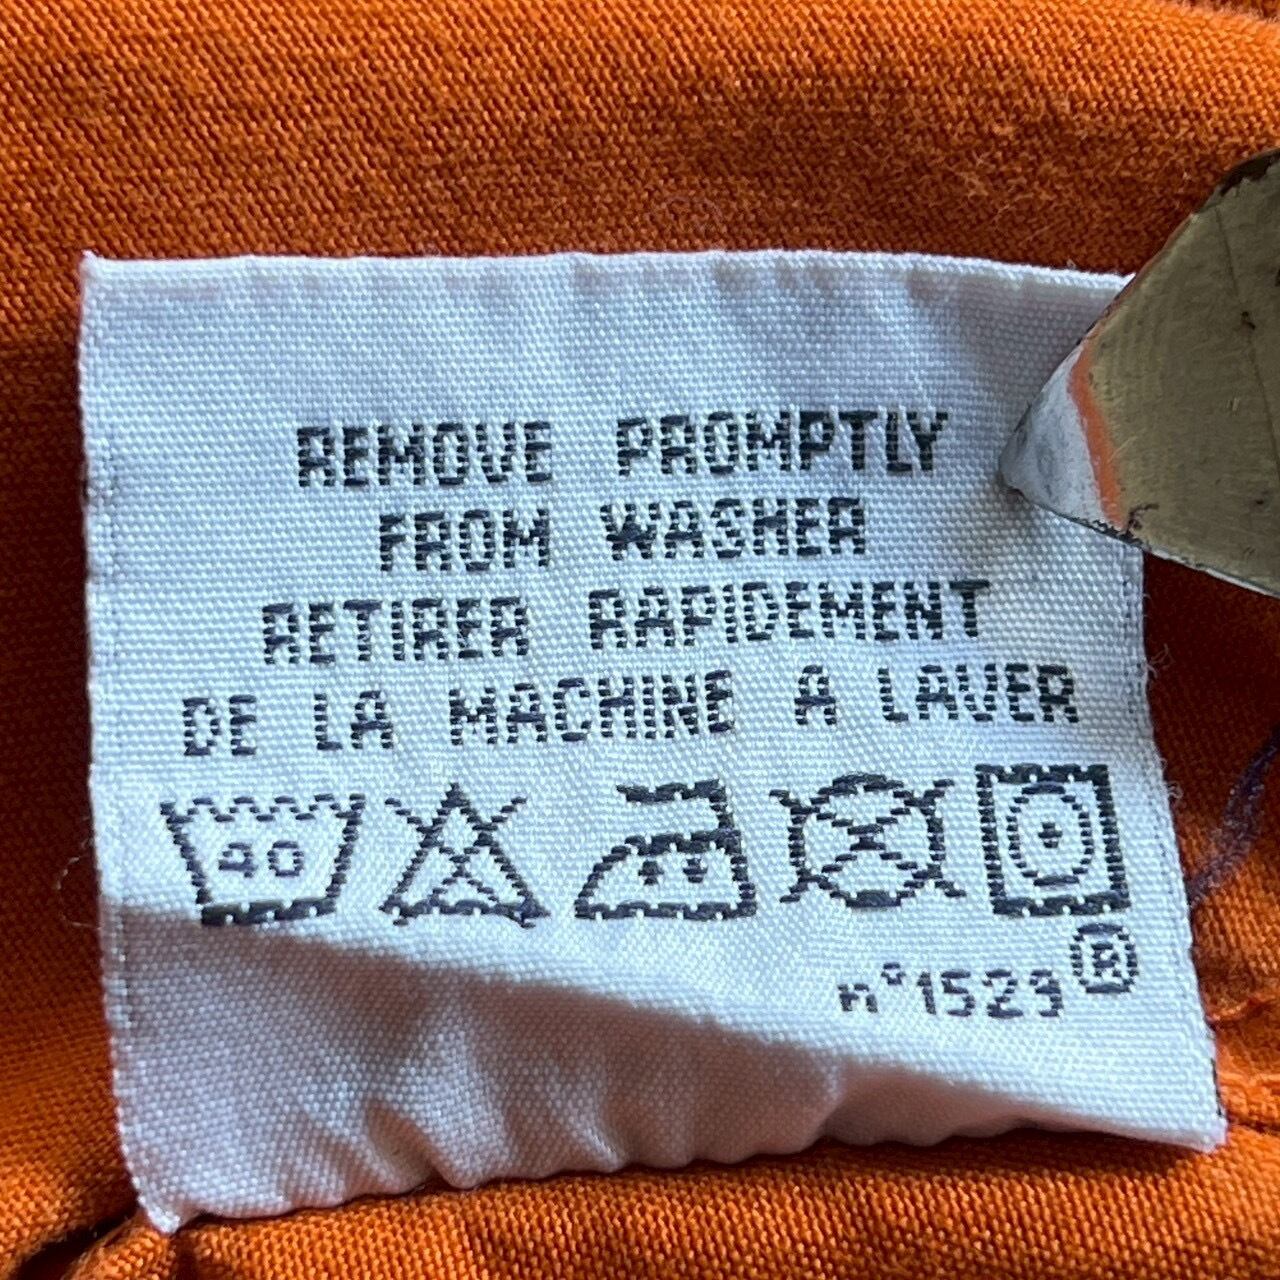 REMOVE PROMPTLY
FROM WASHER
RETIRER RAPIDEMENT
DE LA MACHINE A LAVER
40
n°1529 ®